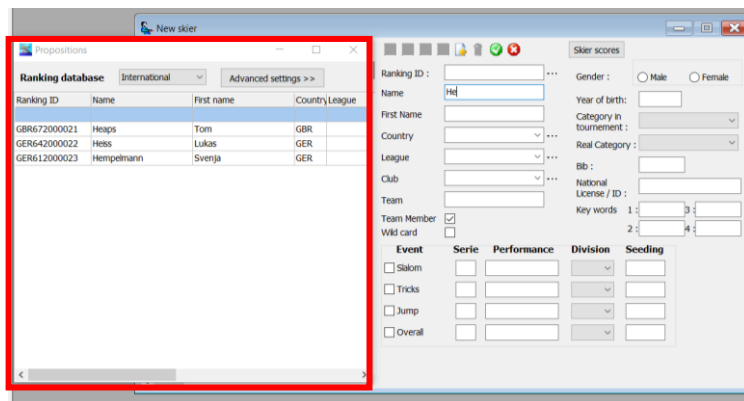 New skier
Propositions
Ranking database International Advanced settings >>
Ranking ID Name First name Country League
GBR672000021 Heaps Tom GBR
GER642000022 Heiss Lukas GER
GER612000023 Hempelmann Svenja GER
Skier scores
Ranking ID : ...
Name He
First Name
Country ...
League ...
Club ...
Team
Team Member
Wild card
Gender : Male Female
Year of birth:
Category in
tournement :
Real Category :
Bib :
National
License / ID :
Key words 1: 3:
2: 4:
Event Serie Performance Division Seeding
Slalom
Tricks
Jump
Overall